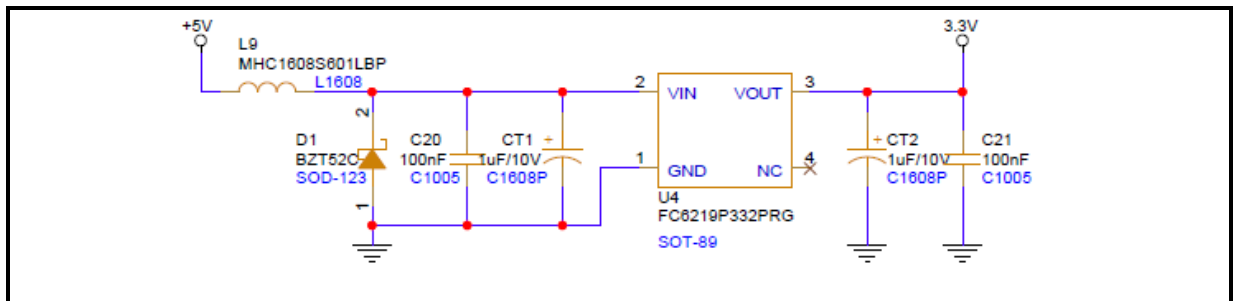 +5V
L9
MHC1608S601LBP
L1608
2
D1
BZT52C
SOD-123
1
C20
100nF
C1005
CT1
+
1uF/10V
C1608P
2
VIN
VOUT
3
1
GND
NC
4
U4
FC6219P332PRG
SOT-89
3.3V
+
CT2
1uF/10V
C1608P
C21
100nF
C1005